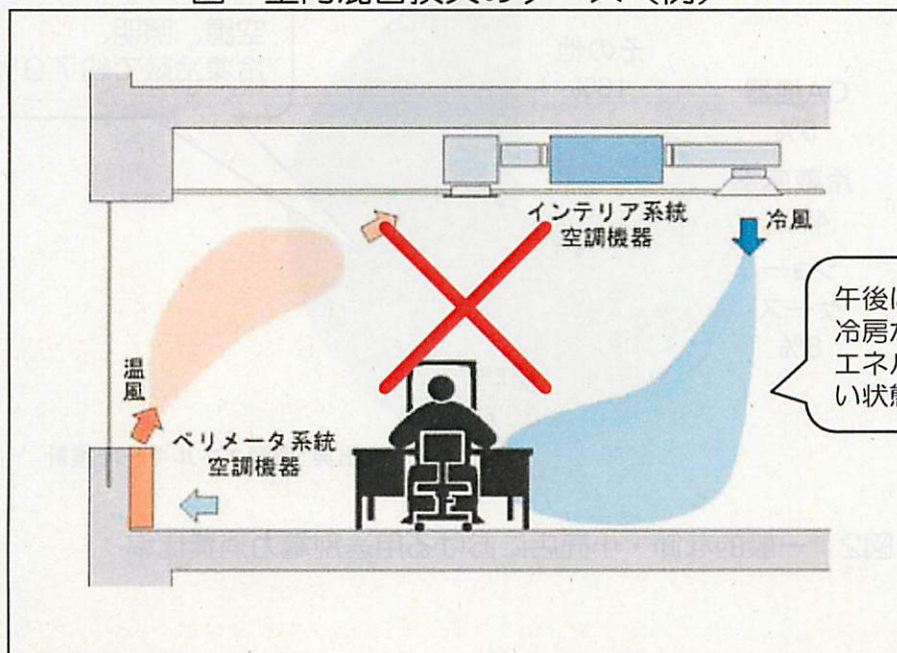 インテリア系統
空調機器
冷風
午後に
冷房が
エネル
い状態
温風
ペリメータ系統
空調機器